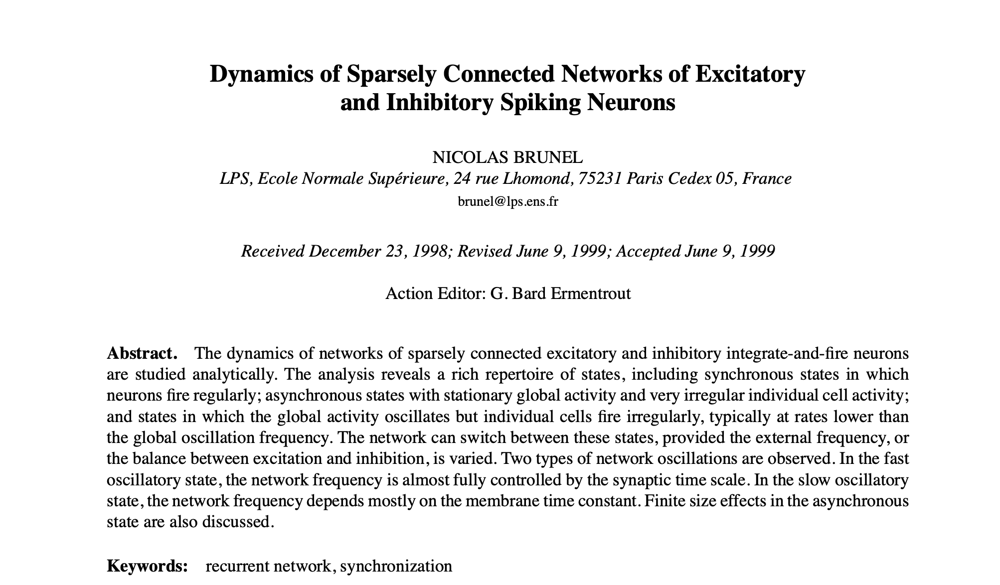 Dynamics of Sparsely Connected Networks of Excitatory
and Inhibitory Spiking Neurons
NICOLAS BRUNEL
LPS, Ecole Normale Supérieure, 24 rue Lhomond, 75231 Paris Cedex 05, France
brunel@lps.ens.fr
Received December 23, 1998; Revised June 9, 1999; Accepted June 9, 1999
Action Editor: G. Bard Ermentrout
Abstract. The dynamics of networks of sparsely connected excitatory and inhibitory integrate-and-fire neurons
are studied analytically. The analysis reveals a rich repertoire of states, including synchronous states in which
neurons fire regularly; asynchronous states with stationary global activity and very irregular individual cell activity;
and states in which the global activity oscillates but individual cells fire irregularly, typically at rates lower than
the global oscillation frequency. The network can switch between these states, provided the external frequency, or
the balance between excitation and inhibition, is varied. Two types of network oscillations are observed. In the fast
oscillatory state, the network frequency is almost fully controlled by the synaptic time scale. In the slow oscillatory
state, the network frequency depends mostly on the membrane time constant. Finite size effects in the asynchronous
state are also discussed.
Keywords: recurrent network, synchronization